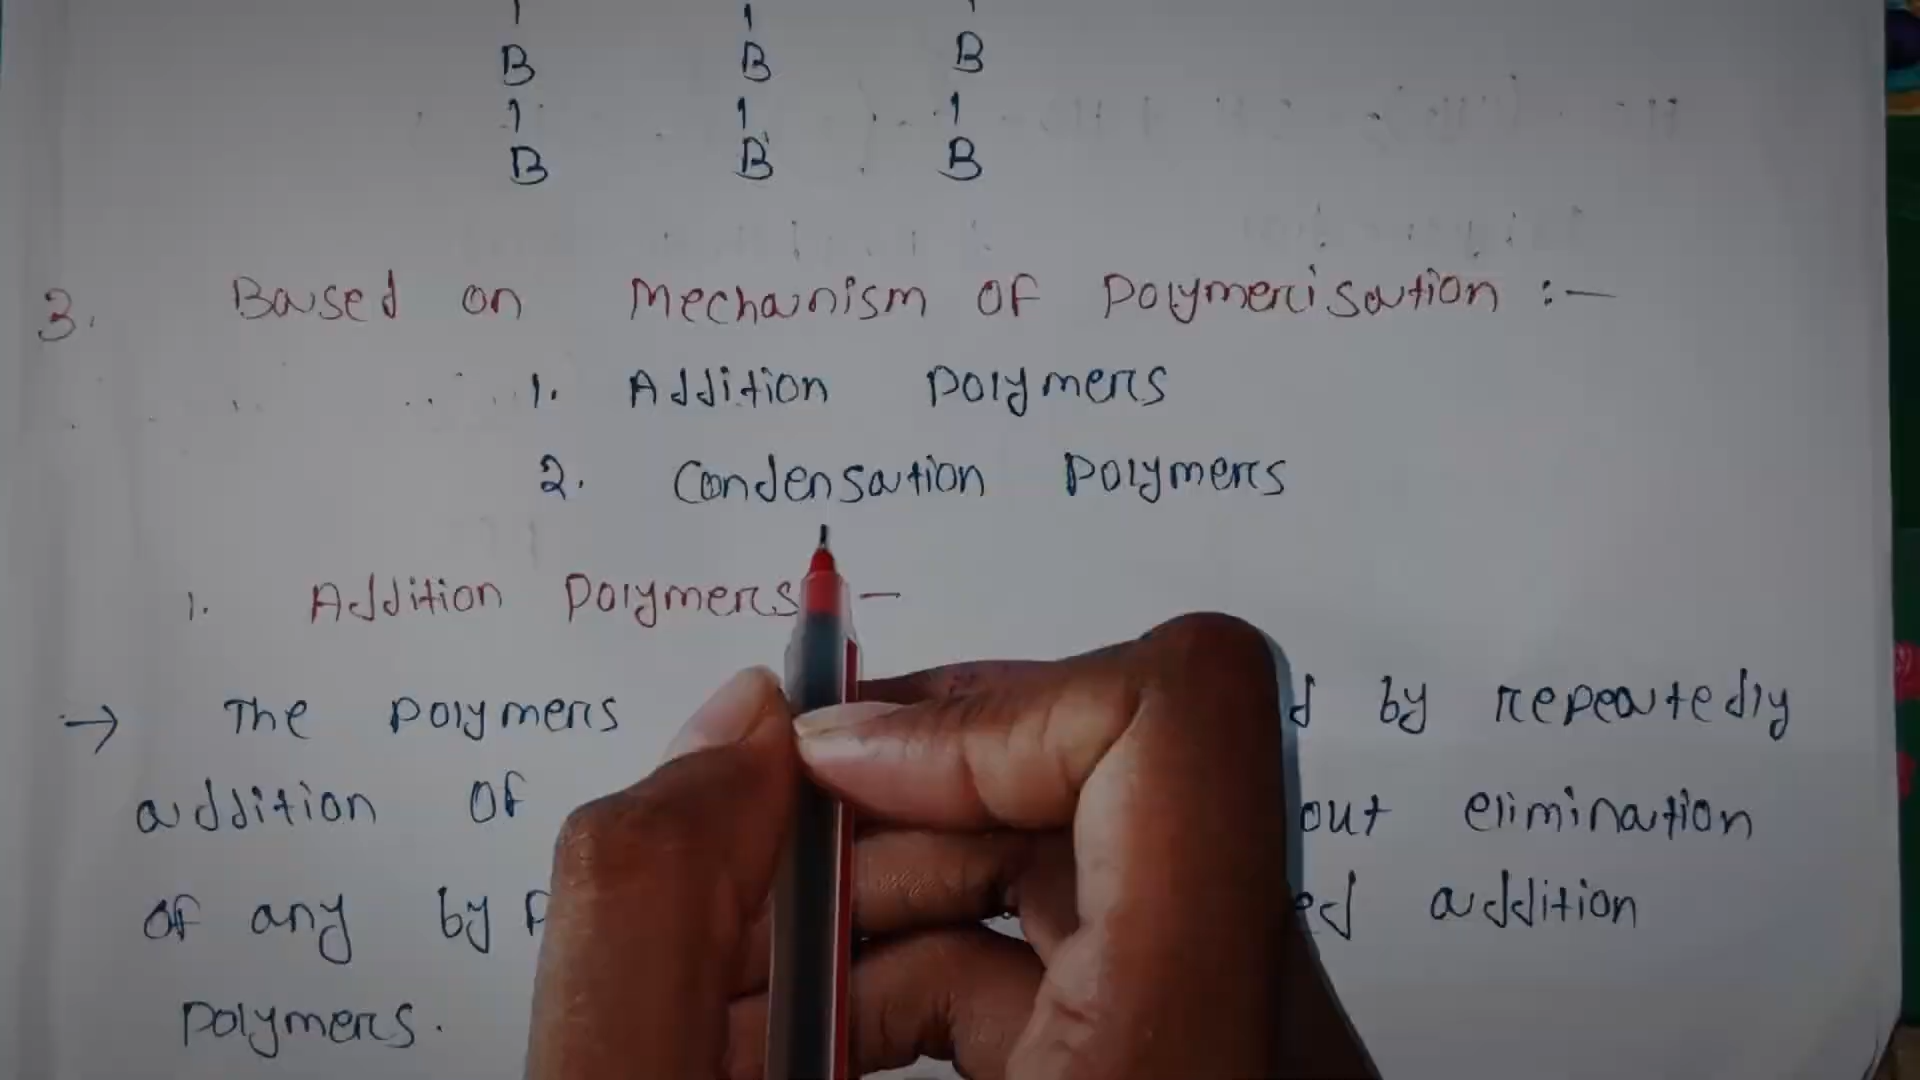 B B B
B B B
3. Based on Mechanism of Polymerisation :-
1. Addition Polymers
2. Condensation Polymers
1. Addition Polymers -
→ The Polymers by repeatedly
addition of out elimination
of any by addition
Polymers.